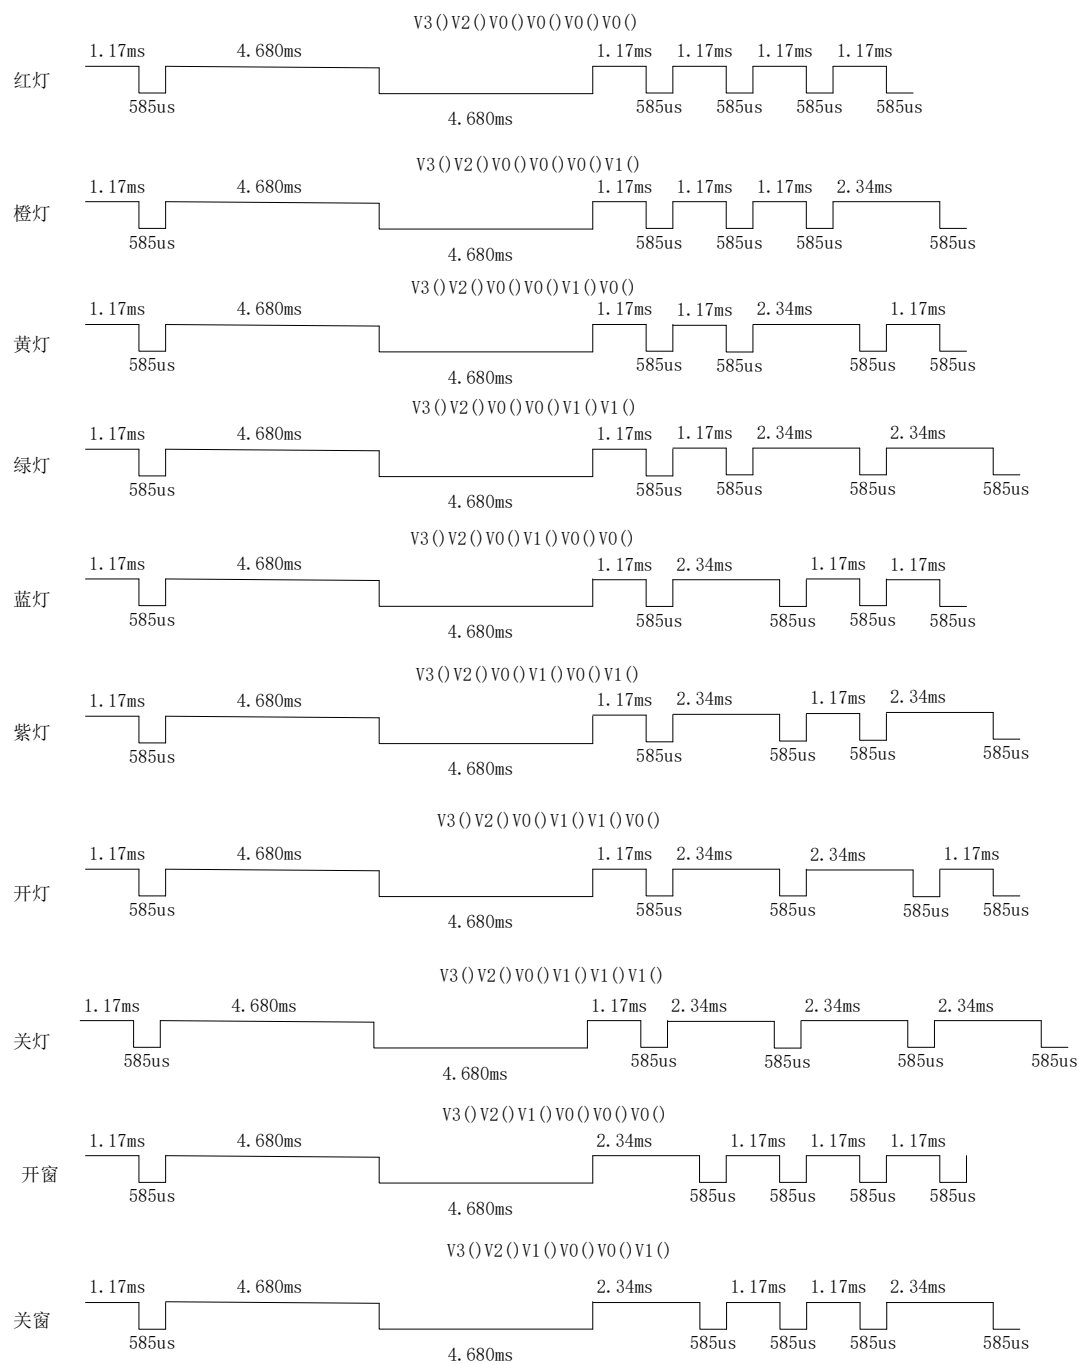 V3()V2()V0()V0()V0()V0()
1.17ms 4.680ms 1.17ms 1.17ms 1.17ms 1.17ms
红灯
585us 585us 585us 585us 585us
4.680ms
V3()V2()V0()V0()V0()V1()
1.17ms 4.680ms 1.17ms 1.17ms 1.17ms 2.34ms
橙灯
585us 585us 585us 585us 585us
4.680ms
V3()V2()V0()V0()V1()V0()
1.17ms 4.680ms 1.17ms 1.17ms 2.34ms 1.17ms
黄灯
585us 585us 585us 585us 585us
4.680ms
V3()V2()V0()V0()V1()V1()
1.17ms 4.680ms 1.17ms 1.17ms 2.34ms 2.34ms
绿灯
585us 585us 585us 585us 585us
4.680ms
V3()V2()V0()V1()V0()V0()
1.17ms 4.680ms 1.17ms 2.34ms 1.17ms 1.17ms
蓝灯
585us 585us 585us 585us 585us
4.680ms
V3()V2()V0()V1()V0()V1()
1.17ms 4.680ms 1.17ms 2.34ms 1.17ms 2.34ms
紫灯
585us 585us 585us 585us 585us
4.680ms
V3()V2()V0()V1()V1()V0()
1.17ms 4.680ms 1.17ms 2.34ms 2.34ms 1.17ms
开灯
585us 585us 585us 585us 585us
4.680ms
V3()V2()V0()V1()V1()V1()
1.17ms 4.680ms 1.17ms 2.34ms 2.34ms 2.34ms
关灯
585us 585us 585us 585us 585us
4.680ms
V3()V2()V1()V0()V0()V0()
1.17ms 4.680ms 2.34ms 1.17ms 1.17ms 1.17ms
开窗
585us 585us 585us 585us 585us
4.680ms
V3()V2()V1()V0()V0()V1()
1.17ms 4.680ms 2.34ms 1.17ms 1.17ms 2.34ms
关窗
585us 585us 585us 585us 585us
4.680ms